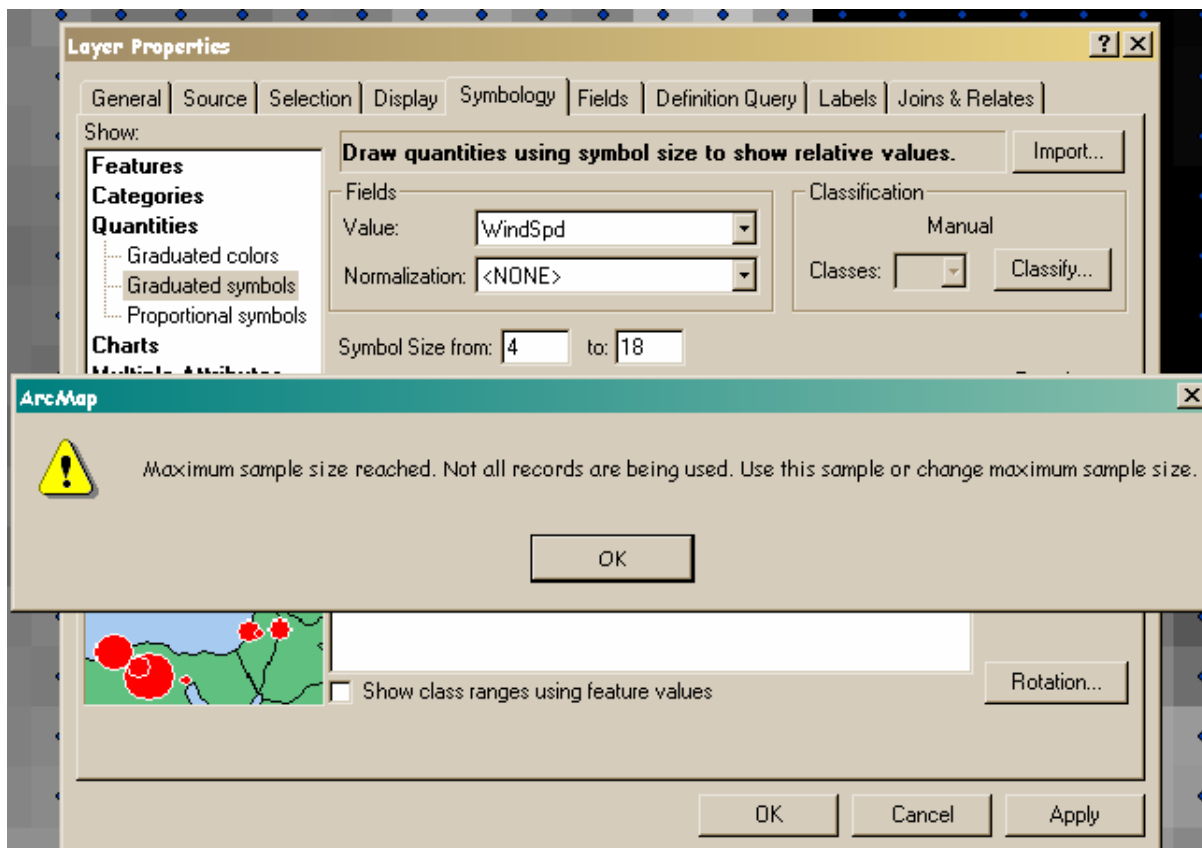 Layer Properties
General Source Selection Display Symbology Fields Definition Query Labels Joins & Relates
Show:
Features
Categories
Quantities
Graduated colors
Graduated symbols
Proportional symbols
Charts
Draw quantities using symbol size to show relative values.
Import...
Fields
Value: WindSpd
Normalization: <NONE>
Classification
Manual
Classes:
Classify...
Symbol Size from: 4 to: 18
ArcMap
Maximum sample size reached. Not all records are being used. Use this sample or change maximum sample size.
OK
Show class ranges using feature values
Rotation...
OK Cancel Apply